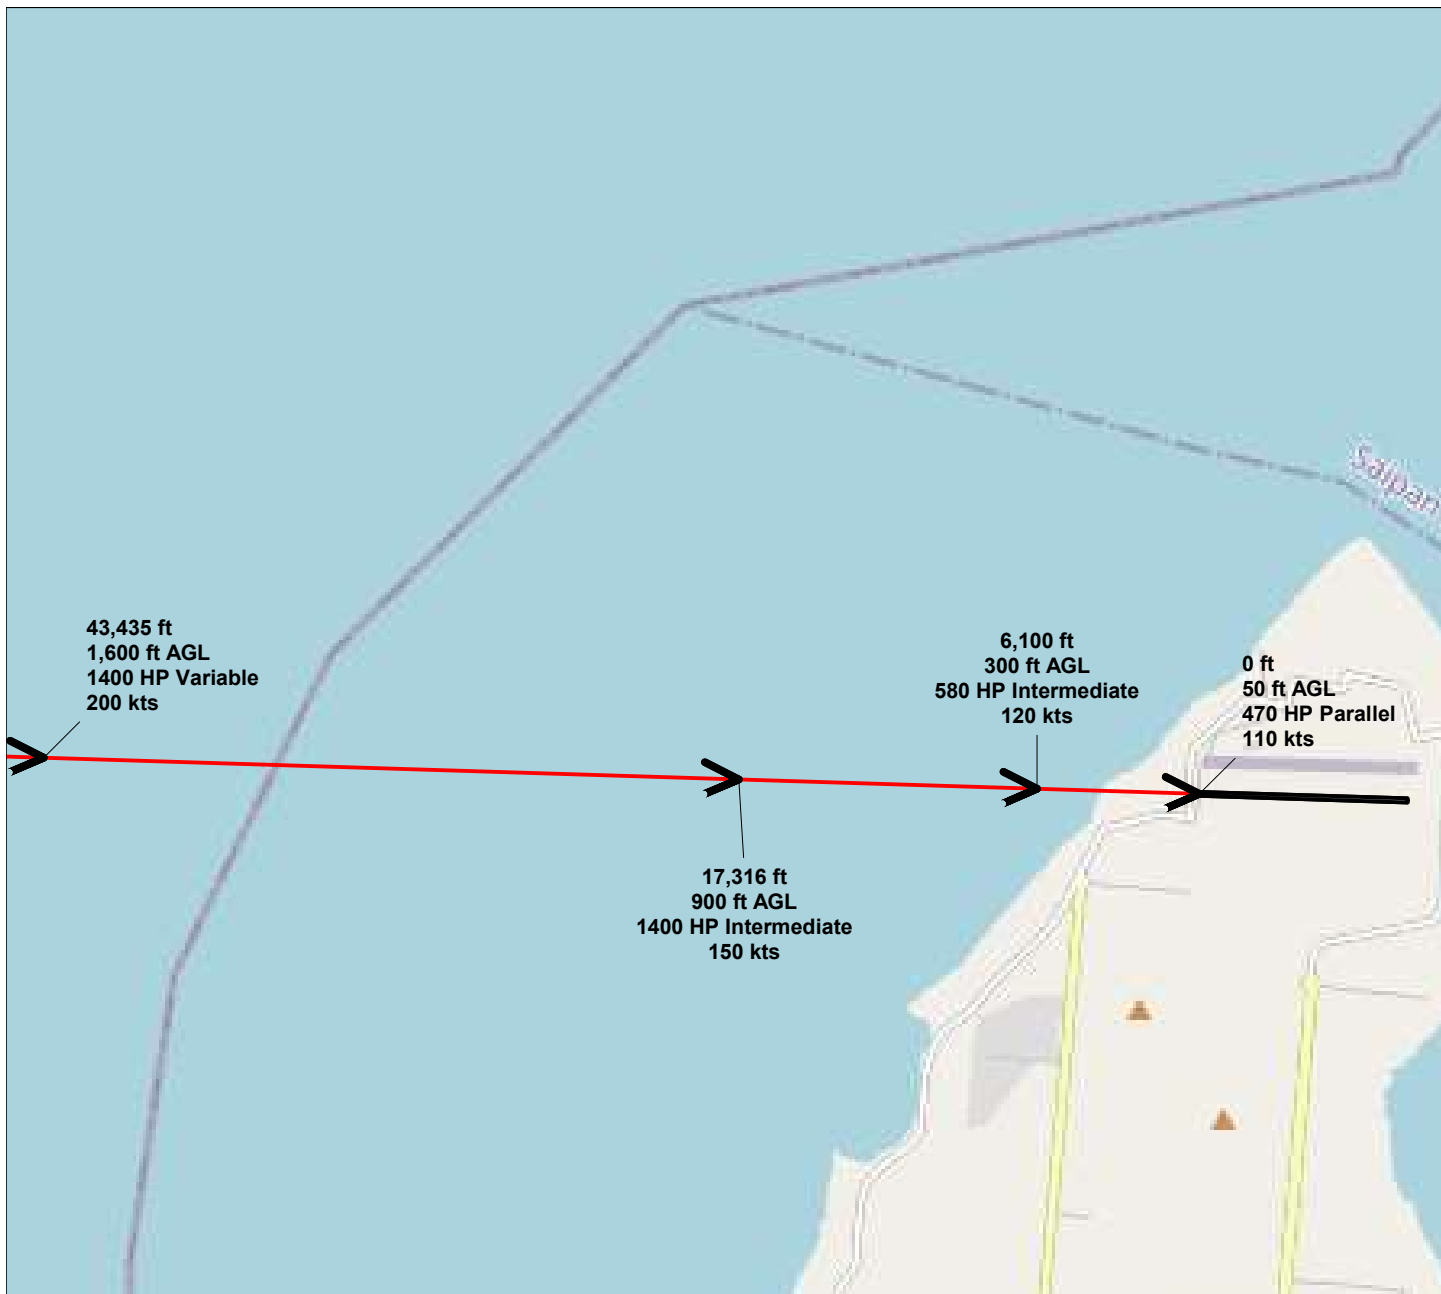 Saipan
43,435 ft
1,600 ft AGL
1400 HP Variable
200 kts
6,100 ft
300 ft AGL
580 HP Intermediate
120 kts
0 ft
50 ft AGL
470 HP Parallel
110 kts
17,316 ft
900 ft AGL
1400 HP Intermediate
150 kts